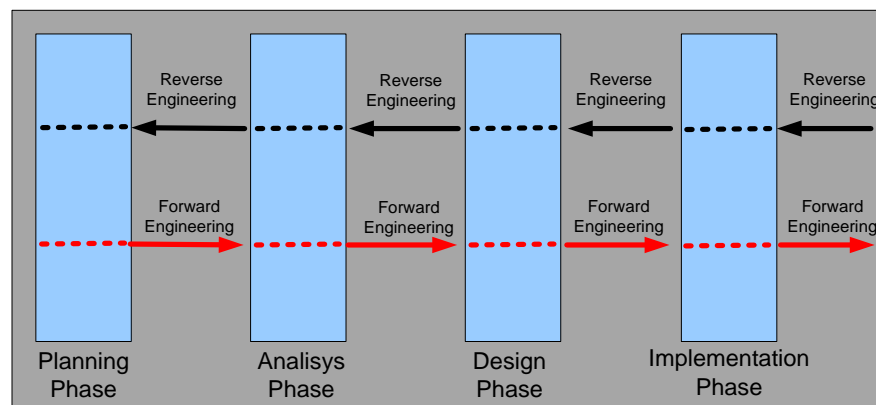 Reverse
Engineering
Reverse
Engineering
Reverse
Engineering
Reverse
Engineering
Forward
Engineering
Forward
Engineering
Forward
Engineering
Forward
Engineering
Planning
Phase
Analisys
Phase
Design
Phase
Implementation
Phase